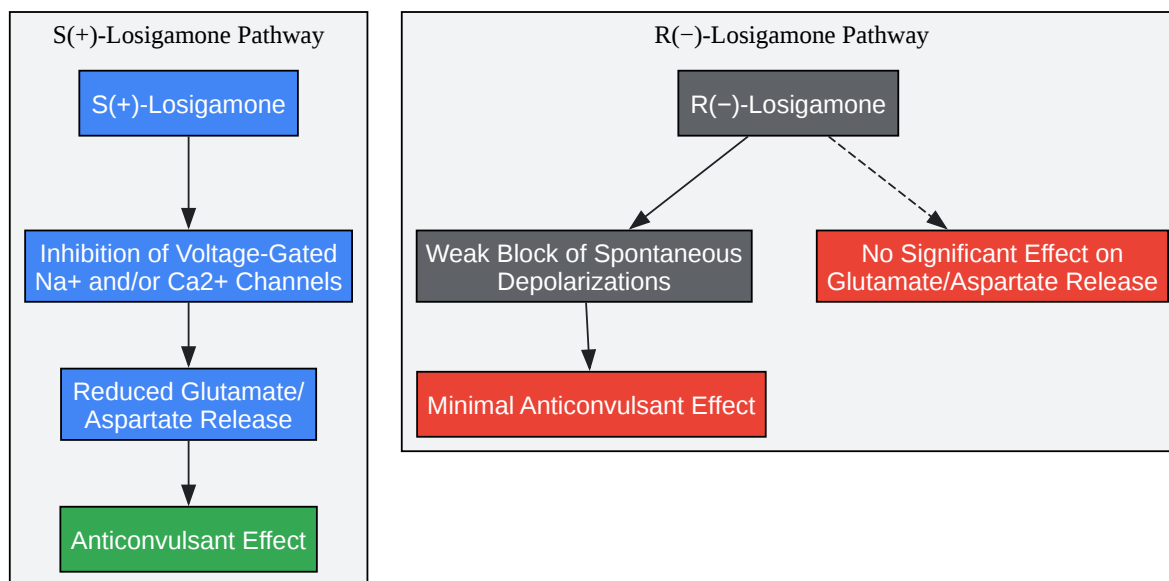 S(+)-Losigamone Pathway
S(+)-Losigamone
Inhibition of Voltage-Gated
Na+ and/or Ca2+ Channels
Reduced Glutamate/
Aspartate Release
Anticonvulsant Effect
R(−)-Losigamone Pathway
R(−)-Losigamone
Weak Block of Spontaneous
Depolarizations
No Significant Effect on
Glutamate/Aspartate Release
Minimal Anticonvulsant Effect